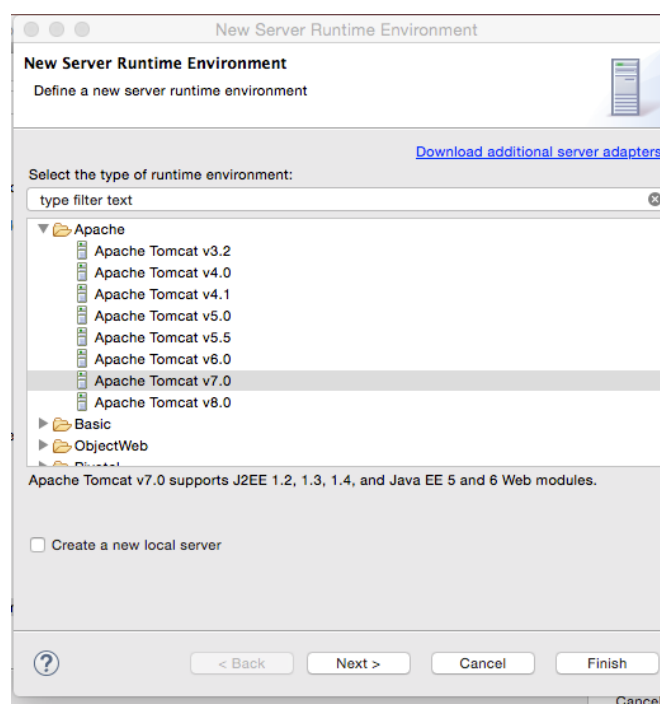 New Server Runtime Environment
New Server Runtime Environment
Define a new server runtime environment
Download additional server adapters
Select the type of runtime environment:
type filter text
Apache
Apache Tomcat v3.2
Apache Tomcat v4.0
Apache Tomcat v4.1
Apache Tomcat v5.0
Apache Tomcat v5.5
Apache Tomcat v6.0
Apache Tomcat v7.0
Apache Tomcat v8.0
Basic
ObjectWeb
Apache Tomcat v7.0 supports J2EE 1.2, 1.3, 1.4, and Java EE 5 and 6 Web modules.
Create a new local server
? < Back Next > Cancel Finish
Cancel